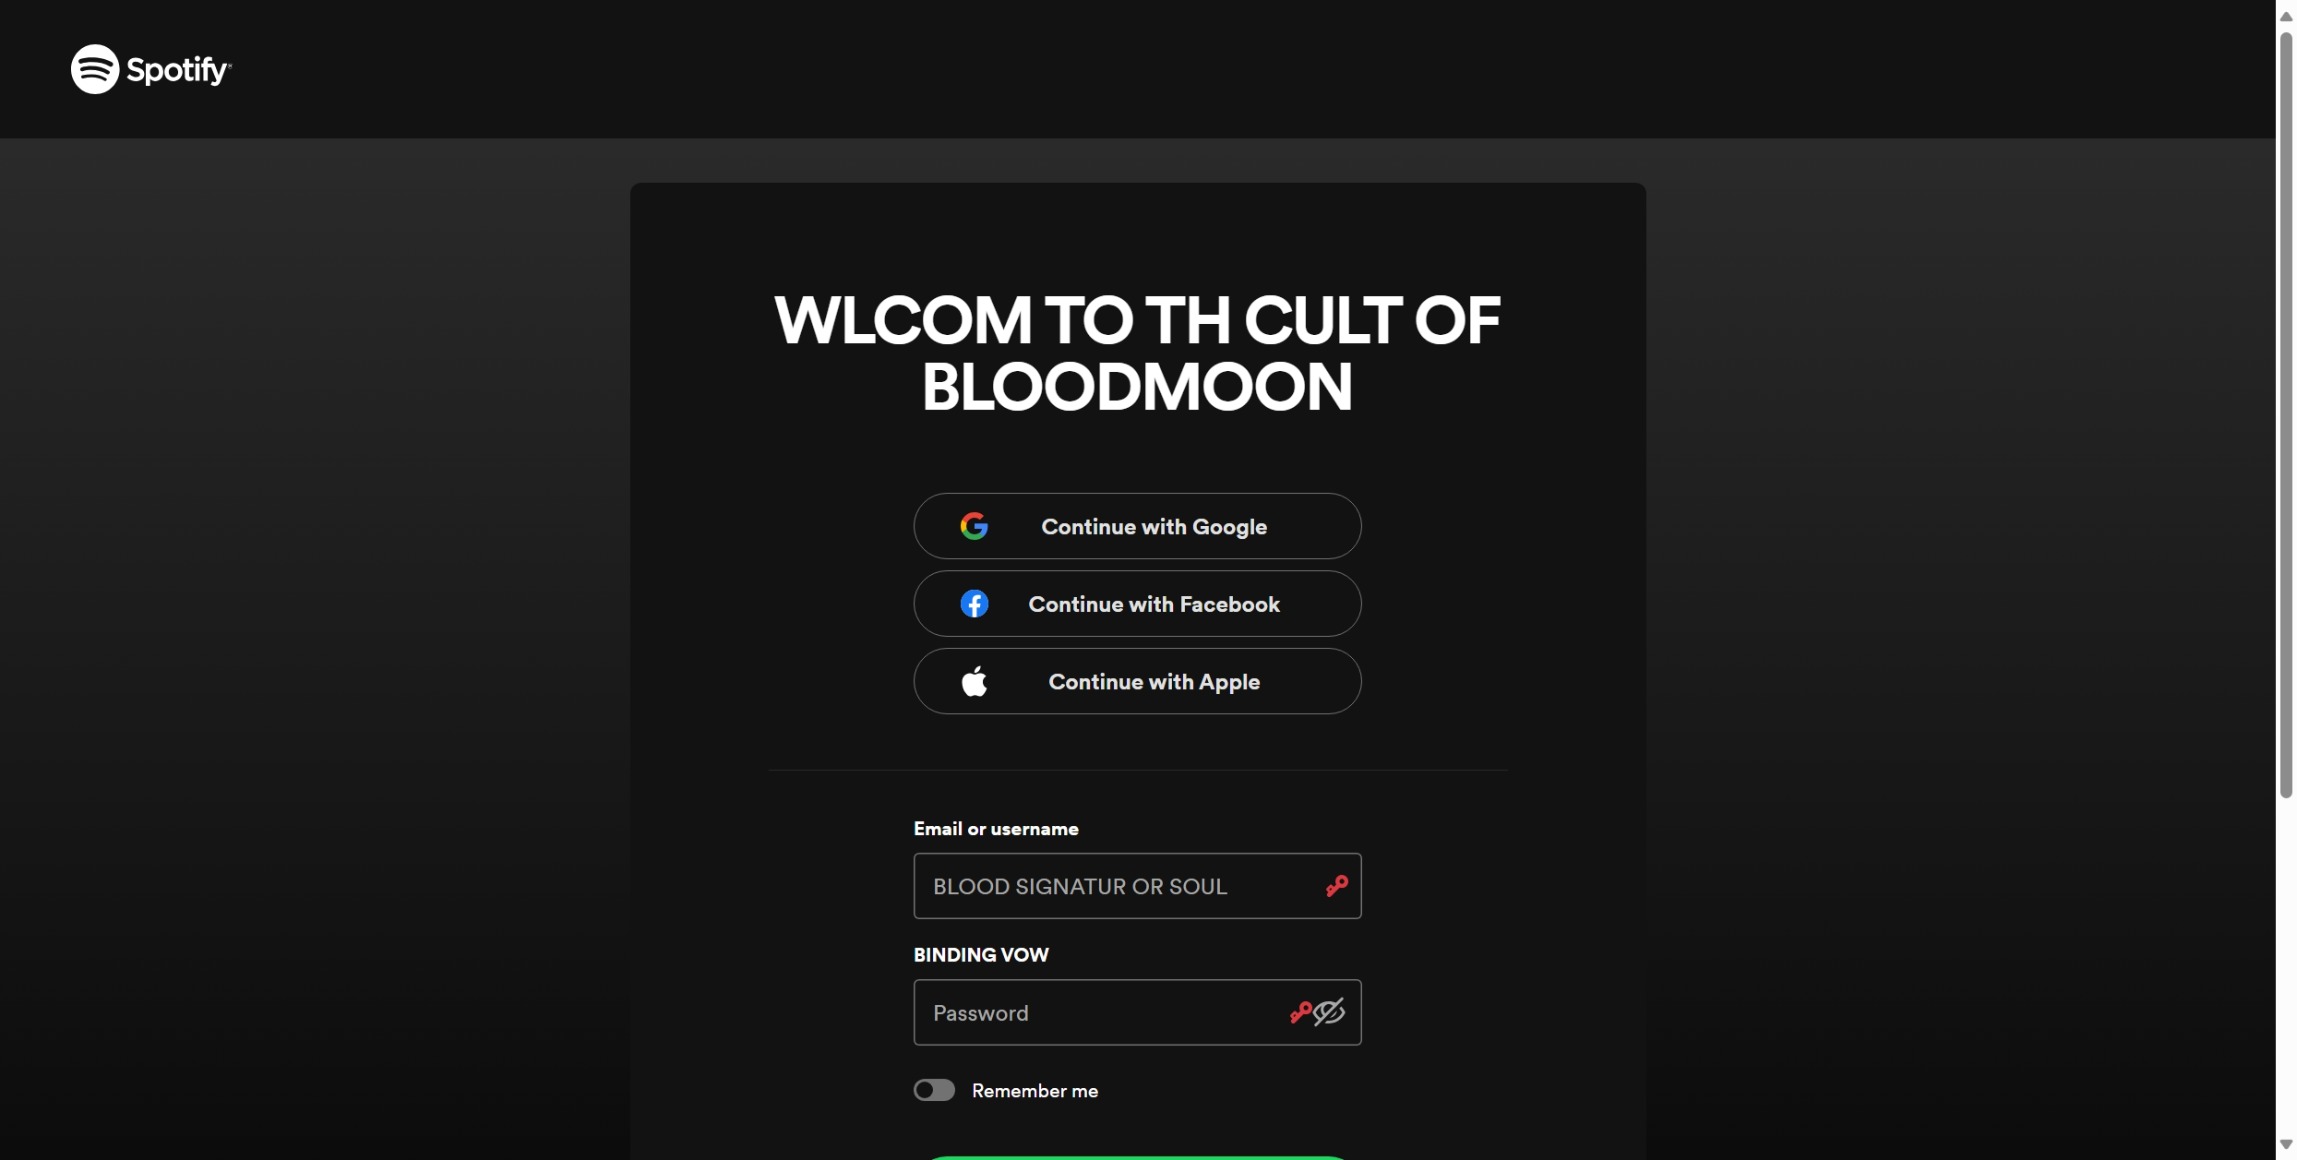 Spotify
WLCOM TO TH CULT OF
BLOODMOON
Continue with Google
Continue with Facebook
Continue with Apple
Email or username
BLOOD SIGNATUR OR SOUL
BINDING VOW
Password
Remember me